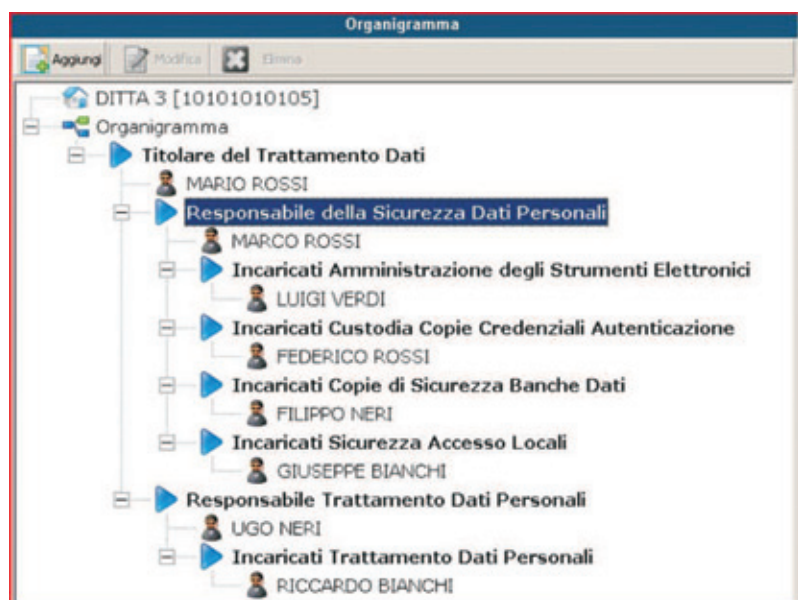 Organigramma
Aggiungi Modifica Elimina
DITTA 3 [10101010105]
Organigramma
Titolare del Trattamento Dati
MARIO ROSSI
Responsabile della Sicurezza Dati Personali
MARCO ROSSI
Incaricati Amministrazione degli Strumenti Elettronici
LUIGI VERDI
Incaricati Custodia Copie Credenziali Autenticazione
FEDERICO ROSSI
Incaricati Copie di Sicurezza Banche Dati
FILIPPO NERI
Incaricati Sicurezza Accesso Locali
GIUSEPPE BIANCHI
Responsabile Trattamento Dati Personali
UGO NERI
Incaricati Trattamento Dati Personali
RICCARDO BIANCHI